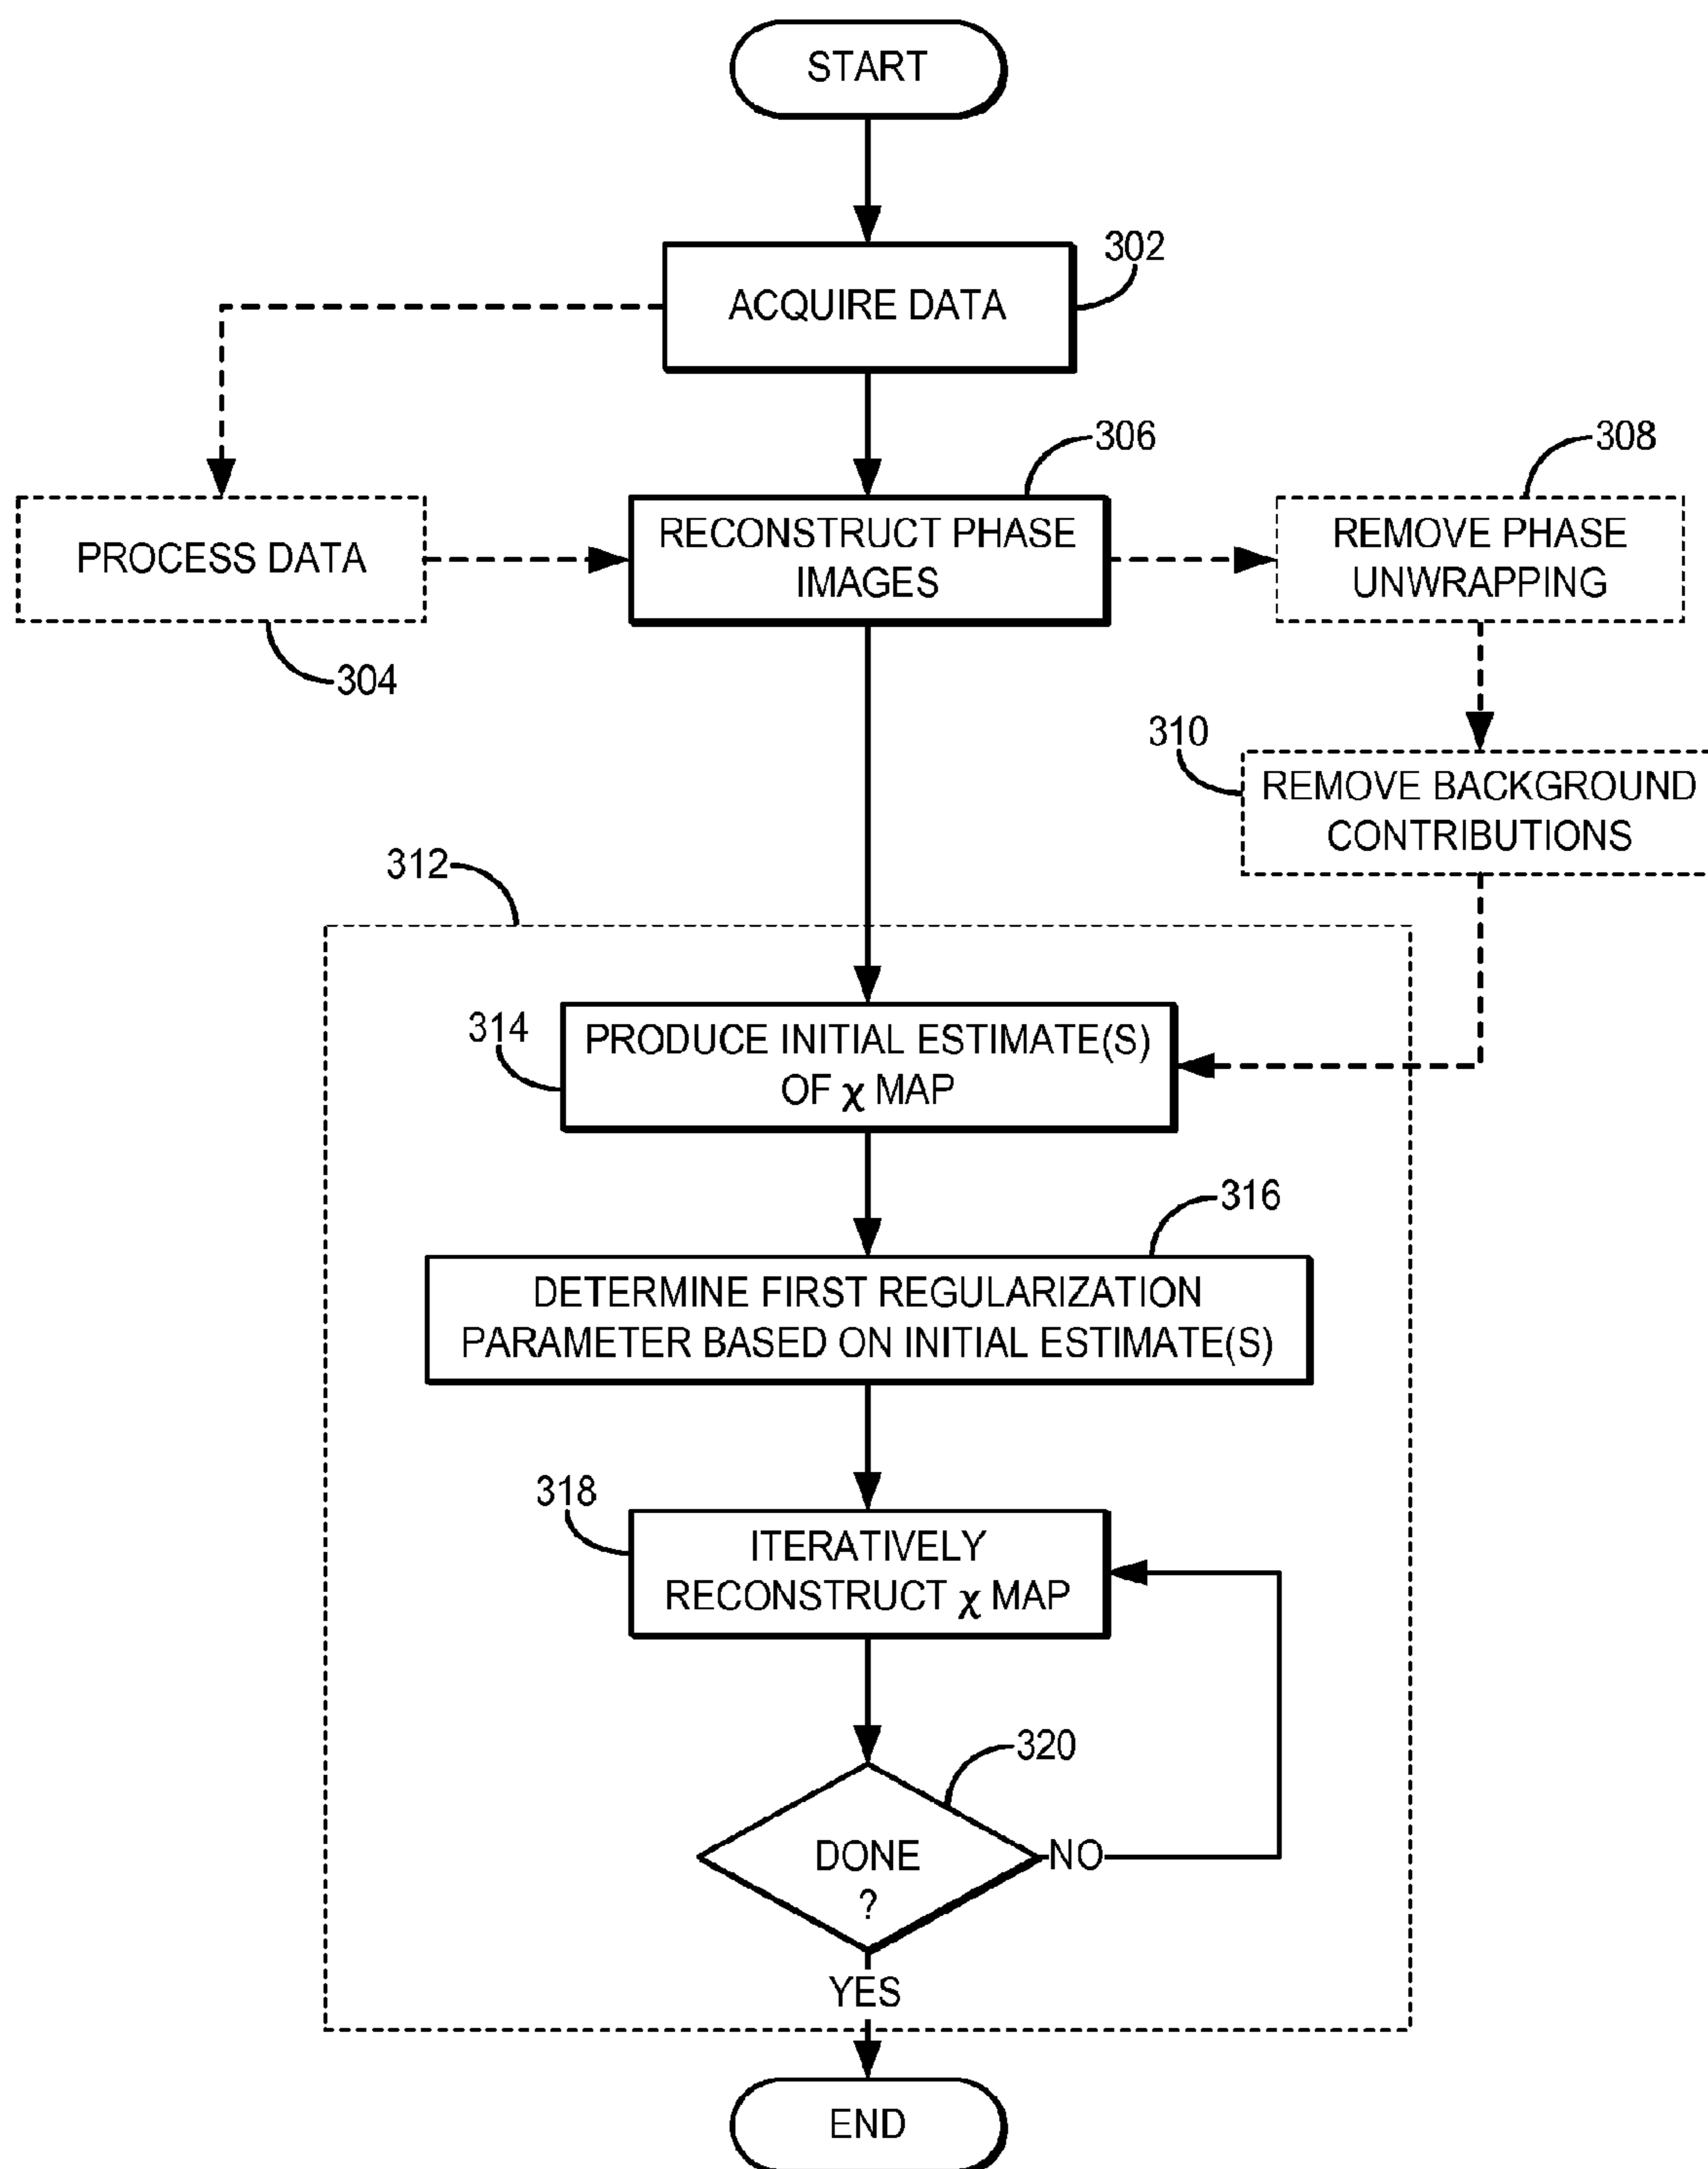 START
302
ACQUIRE DATA
306
308
PROCESS DATA
RECONSTRUCT PHASE
IMAGES
REMOVE PHASE
UNWRAPPING
304
310
REMOVE BACKGROUND
CONTRIBUTIONS
312
314
PRODUCE INITIAL ESTIMATE(S)
OF χ MAP
316
DETERMINE FIRST REGULARIZATION
PARAMETER BASED ON INITIAL ESTIMATE(S)
318
ITERATIVELY
RECONSTRUCT χ MAP
320
DONE
?
NO
YES
END